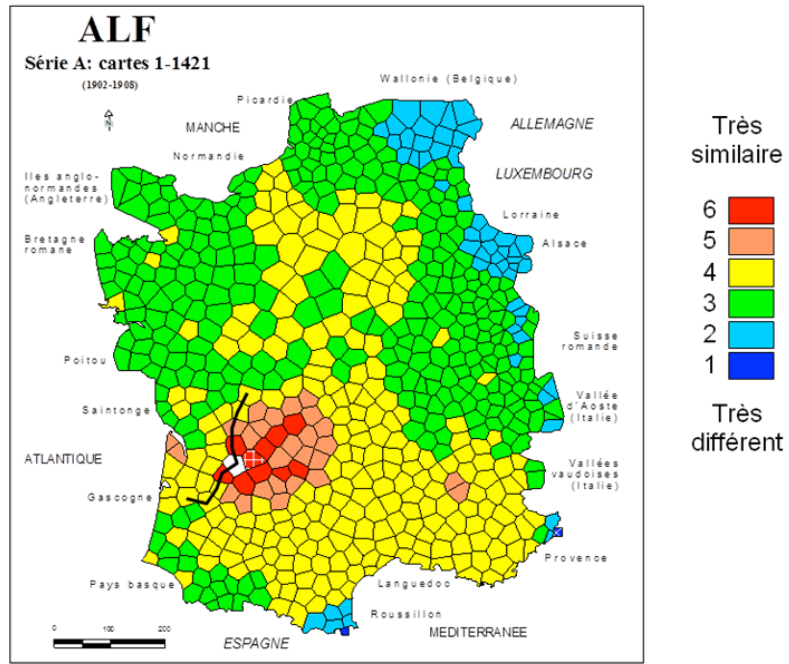 ALF
Série A: cartes 1-1421
(1902-1908)
N
Wallonie (Belgique)
Picardie
MANCHE
ALLEMAGNE
Normandie
LUXEMBOURG
Iles anglo-
normandes
(Angleterre)
Lorraine
Bretagne
romane
Alsace
Suisse
romande
Poitou
Vallée
d'Aoste
(Italie)
Saintonge
ATLANTIQUE
Vallées
vaudoises
(Italie)
Gascogne
Provence
Pays basque
Languedoc
Roussillon
MEDITERRANEE
ESPAGNE
0 100 200
Très
similaire
6
5
4
3
2
1
Très
différent